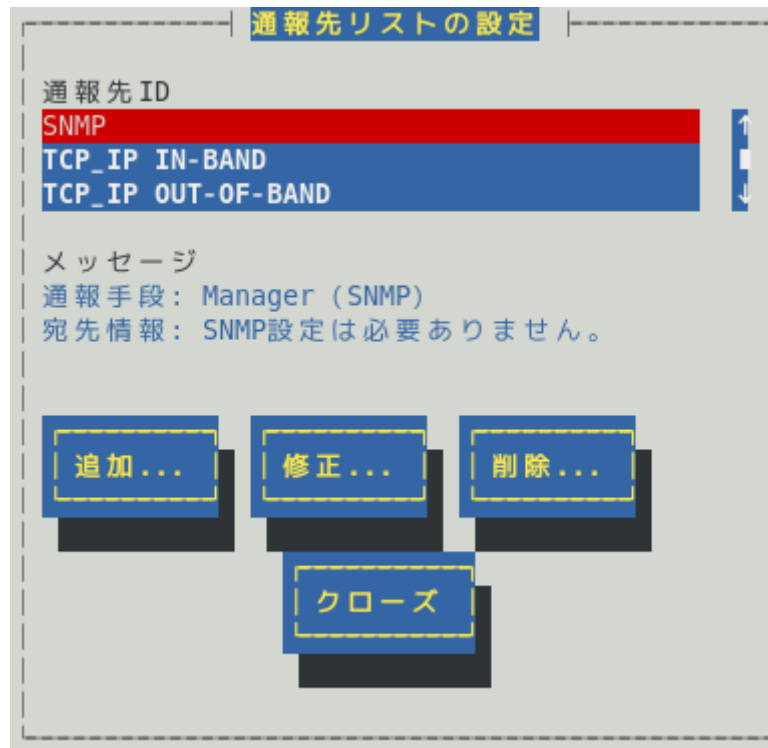 通報先リストの設定
通報先ID
SNMP
TCP_IP IN-BAND
TCP_IP OUT-OF-BAND
メッセージ
通報手段: Manager (SNMP)
宛先情報: SNMP設定は必要ありません。
追加... 修正... 削除...
クローズ